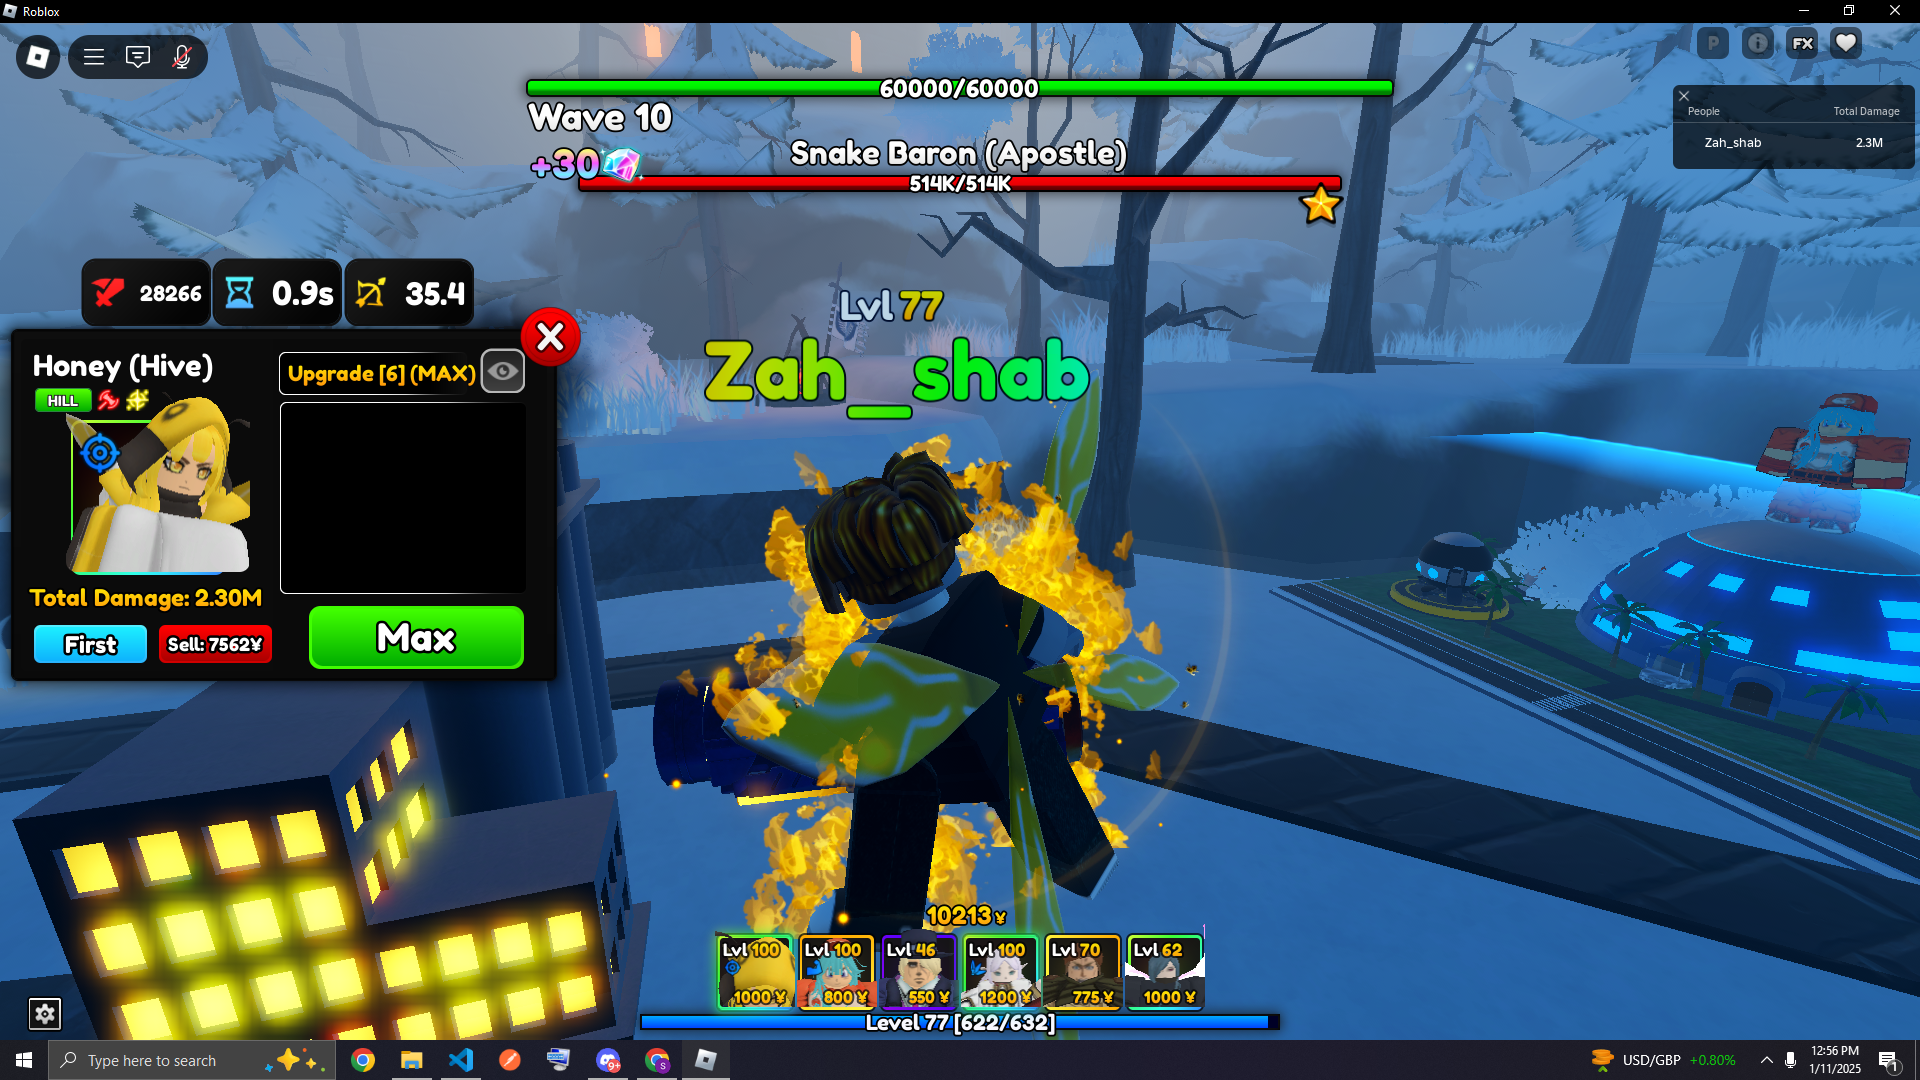 Roblox
P
FX
60000/60000
Wave 10
+30
Snake Baron (Apostle)
514K/514K
People Total Damage
Zah_shab 2.3M
28266 0.9s 35.4
Lvl 77
Zah_shab
Honey (Hive)
HILL
Upgrade [6] (MAX)
Total Damage: 2.30M
First
Sell: 7562¥
Max
10213¥
Lvl 100 Lvl 100 Lvl 46 Lvl 100 Lvl 70 Lvl 62
1000 ¥ 800 ¥ 550 ¥ 1200 ¥ 775 ¥ 1000 ¥
Level 77 [622/632]
Type here to search
9+
S
USD/GBP +0.80%
12:56 PM
1/11/2025
1